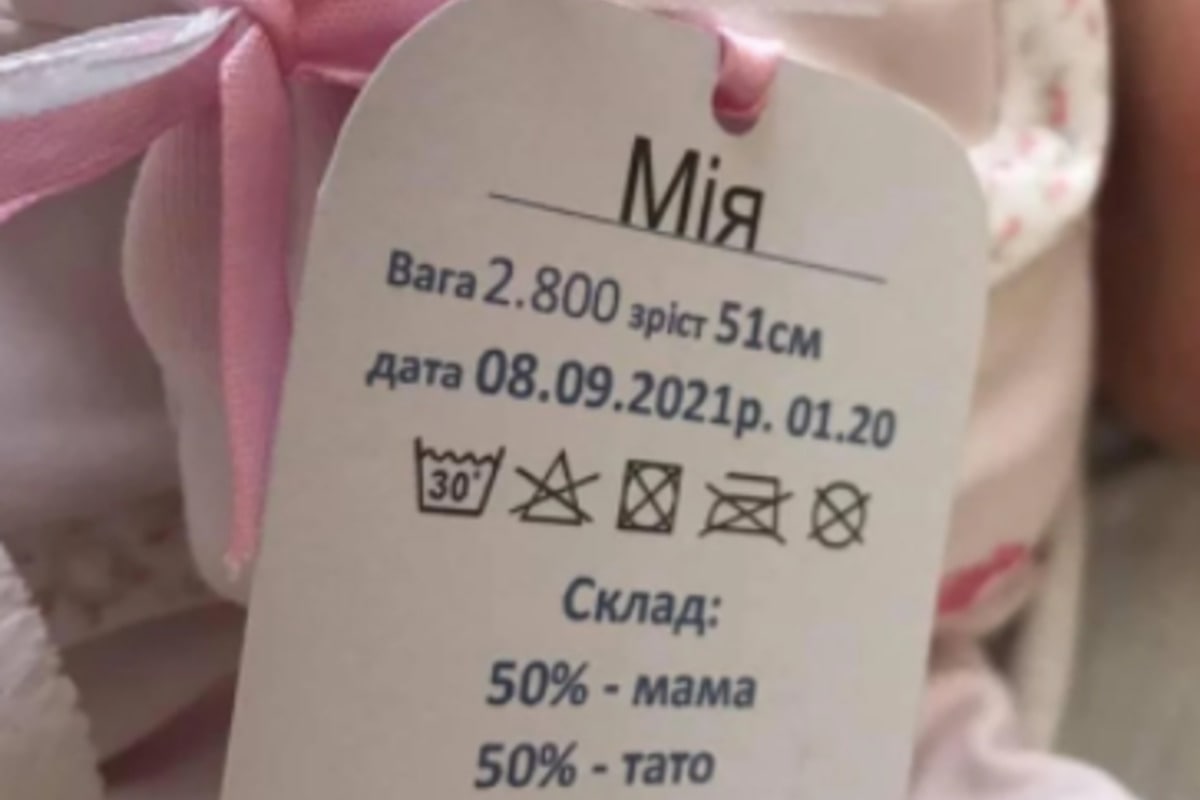 Мія
Вага 2.800 зріст 51см
дата 08.09.2021р. 01.20
30°
Склад:
50% - мама
50% - тато